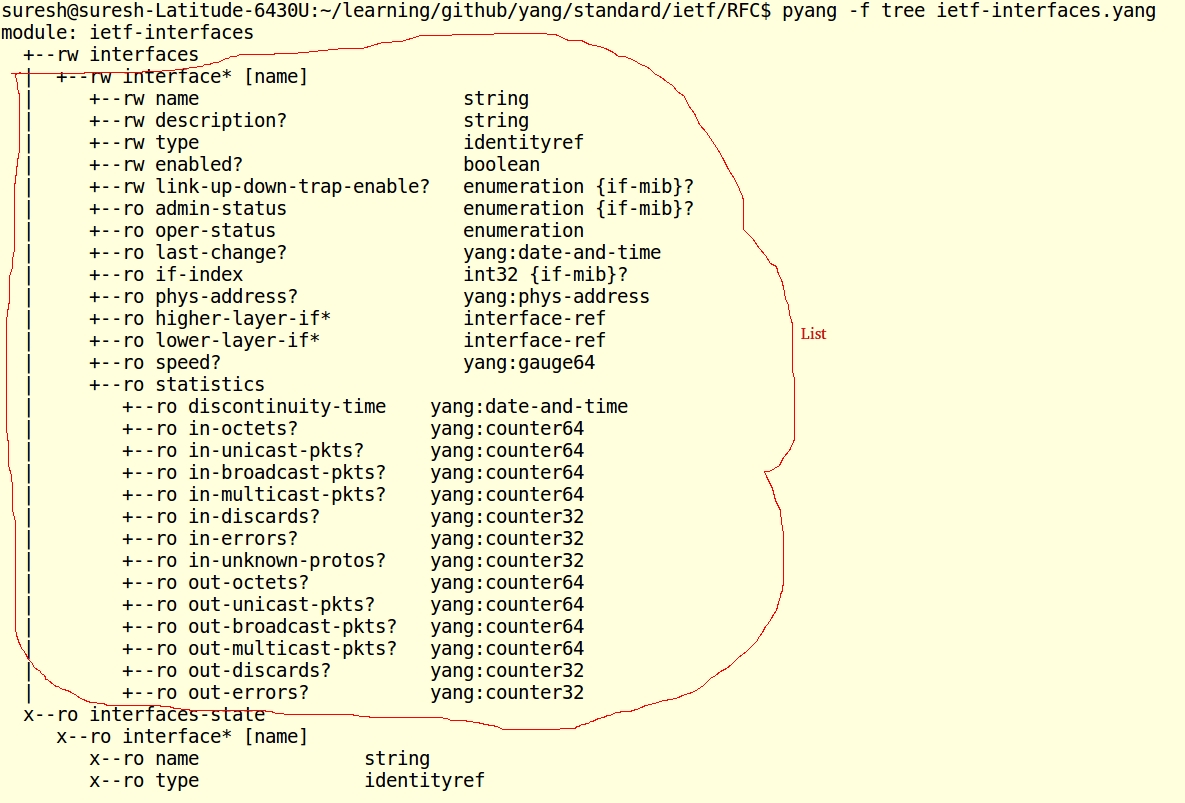 suresh@suresh-Latitude-6430U:~/learning/github/yang/standard/ietf/RFC$ pyang -f tree ietf-interfaces.yang
module: ietf-interfaces
  +--rw interfaces
  |  +--rw interface* [name]
  |     +--rw name                        string
  |     +--rw description?                string
  |     +--rw type                        identityref
  |     +--rw enabled?                    boolean
  |     +--rw link-up-down-trap-enable?   enumeration {if-mib}?
  |     +--ro admin-status                enumeration {if-mib}?
  |     +--ro oper-status                 enumeration
  |     +--ro last-change?                yang:date-and-time
  |     +--ro if-index                    int32 {if-mib}?
  |     +--ro phys-address?               yang:phys-address
  |     +--ro higher-layer-if*            interface-ref
  List
  |     +--ro lower-layer-if*             interface-ref
  |     +--ro speed?                      yang:gauge64
  |     +--ro statistics
  |        +--ro discontinuity-time    yang:date-and-time
  |        +--ro in-octets?            yang:counter64
  |        +--ro in-unicast-pkts?      yang:counter64
  |        +--ro in-broadcast-pkts?    yang:counter64
  |        +--ro in-multicast-pkts?    yang:counter64
  |        +--ro in-discards?          yang:counter32
  |        +--ro in-errors?            yang:counter32
  |        +--ro in-unknown-protos?    yang:counter32
  |        +--ro out-octets?           yang:counter64
  |        +--ro out-unicast-pkts?     yang:counter64
  |        +--ro out-broadcast-pkts?   yang:counter64
  |        +--ro out-multicast-pkts?   yang:counter64
  |        +--ro out-discards?         yang:counter32
  |        +--ro out-errors?           yang:counter32
  x--ro interfaces-state
     x--ro interface* [name]
        x--ro name               string
        x--ro type               identityref